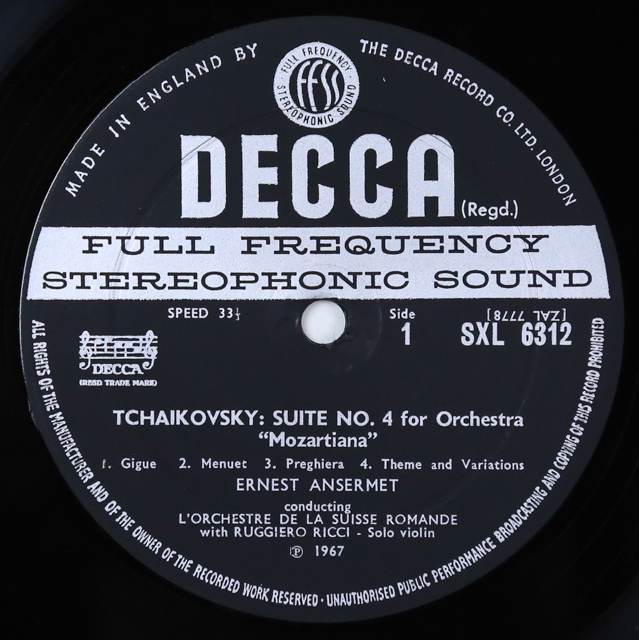 MADE IN ENGLAND BY THE DECCA RECORD CO. LTD. LONDON
FULL FREQUENCY
FFSS
STEREOPHONIC SOUND
DECCA (Regd.)
FULL FREQUENCY
STEREOPHONIC SOUND
SPEED 33⅓
Side
1
[ZAL 7778]
SXL 6312
DECCA
(REGD TRADE MARK)
TCHAIKOVSKY: SUITE NO. 4 for Orchestra
“Mozartiana”
1. Gigue 2. Menuet 3. Preghiera 4. Theme and Variations
ERNEST ANSERMET
conducting
L'ORCHESTRE DE LA SUISSE ROMANDE
with RUGGIERO RICCI - Solo violin
Ⓟ 1967
ALL RIGHTS OF THE MANUFACTURER AND OF THE OWNER OF THE RECORDED WORK RESERVED · UNAUTHORISED PUBLIC PERFORMANCE BROADCASTING AND COPYING OF THIS RECORD PROHIBITED